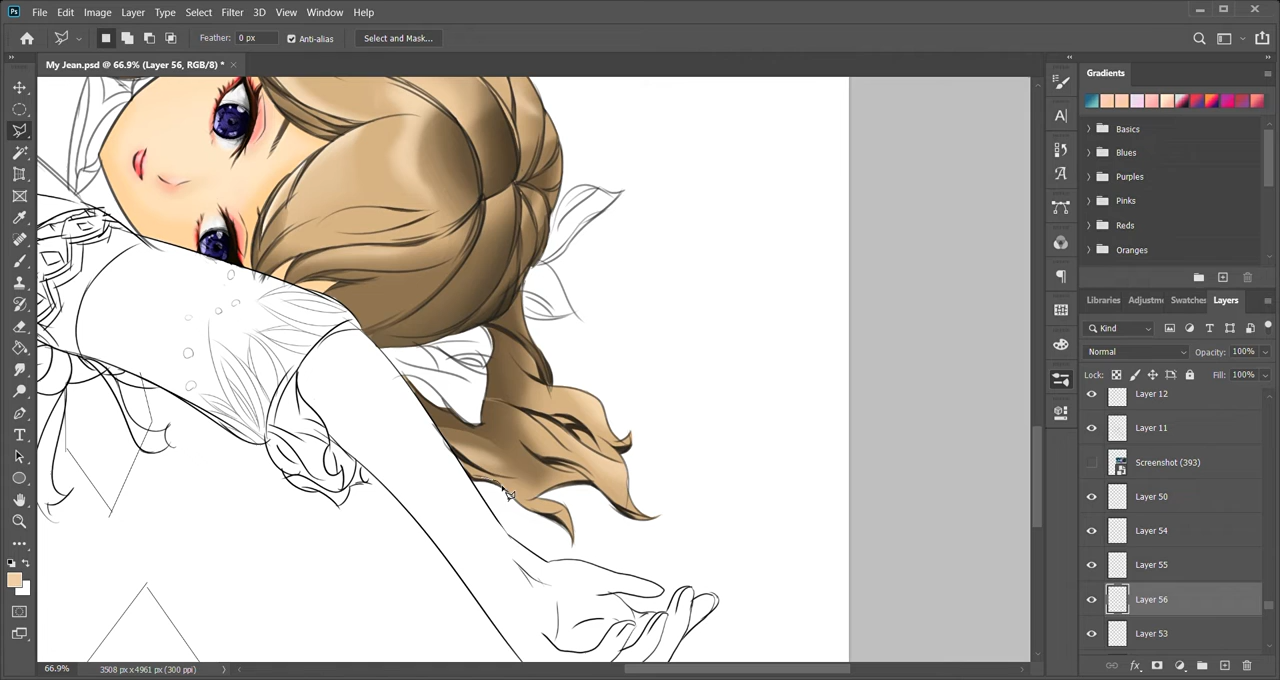 Ps File Edit Image Layer Type Select Filter 3D View Window Help
Feather: 0 px Anti-alias Select and Mask...
My Jean.psd @ 66.9% (Layer 56, RGB/8) *
Gradients
Basics
Blues
Purples
Pinks
Reds
Oranges
Libraries Adjustme Swatches Layers
Kind
Normal Opacity: 100%
Lock: Fill: 100%
Layer 12
Layer 11
Screenshot (393)
Layer 50
Layer 54
Layer 55
Layer 56
Layer 53
66.9% 3508 px x 4961 px (300 ppi)